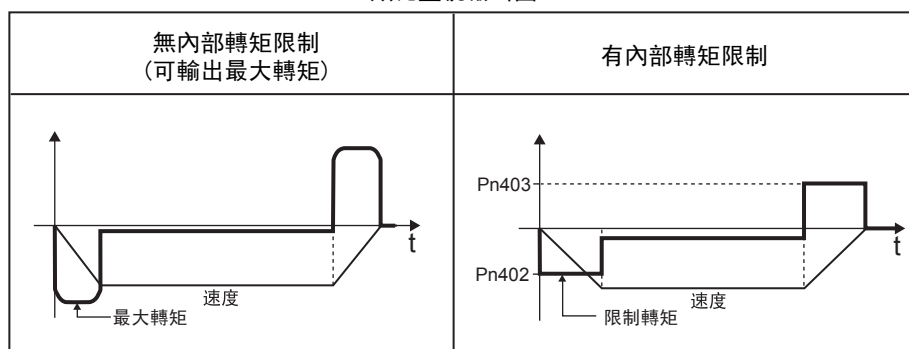 無內部轉矩限制
(可輸出最大轉矩)
有內部轉矩限制
t
速度
最大轉矩
Pn403
Pn402
t
速度
限制轉矩